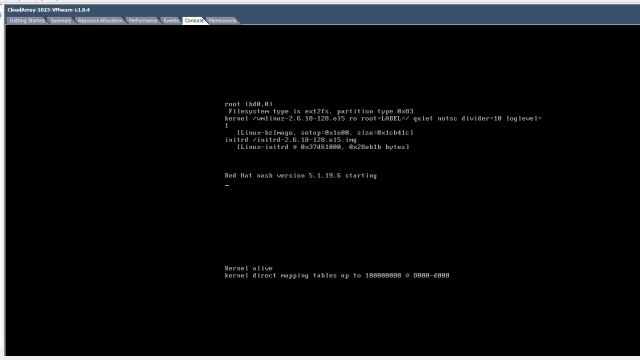 CloudArray-1023-VMware-i.1.0.4
Getting Started Summary Resource Allocation Performance Events Console Permissions
root (hd0,0)
Filesystem type is ext2fs, partition type 0x83
kernel /vmlinuz-2.6.18-128.el5 ro root=LABEL=/ quiet notsc divider=10 loglevel=
1
[Linux-bzImage, setup=0x1e00, size=0x1cb41c]
initrd /initrd-2.6.18-128.el5.img
[Linux-initrd @ 0x37d61000, 0x28eb1b bytes]
Red Hat nash version 5.1.19.6 starting
Kernel alive
kernel direct mapping tables up to 100000000 @ 8000-d000